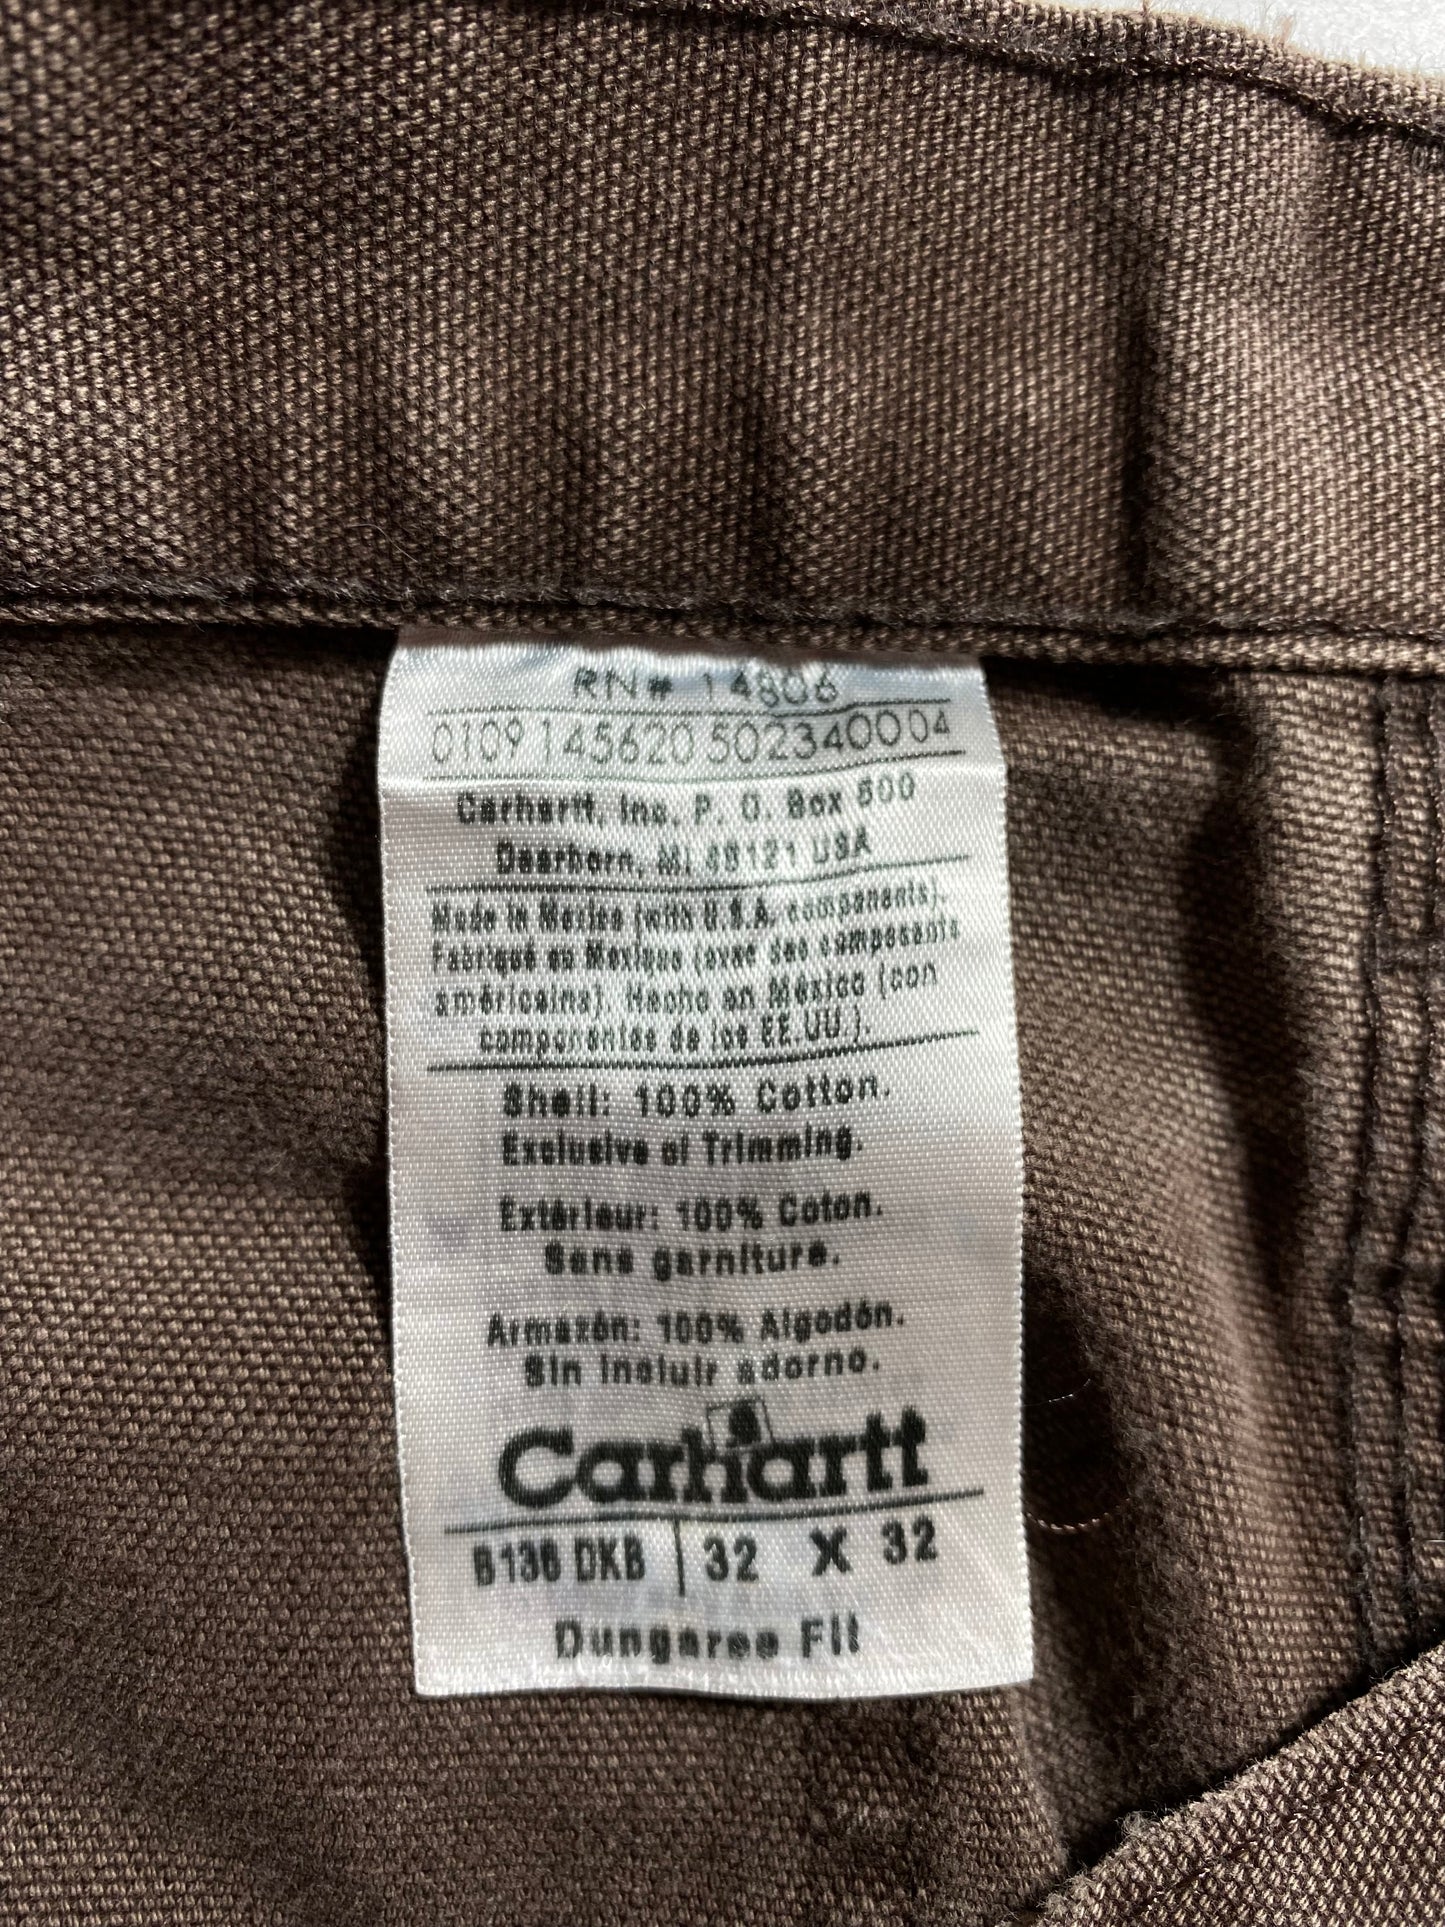 RN# 14806
0109 145620 5023400 04
Carhartt, Inc. P. O. Box 600
Dearborn, MI 48121 USA
Made in Mexico (with U.S.A. components).
Fabriqué au Mexique (avec des composants
américains). Hecho en México (con
componentes de los EE.UU.).
Shell: 100% Cotton.
Exclusive of Trimming.
Extérieur: 100% Coton.
Sans garniture.
Armazón: 100% Algodón.
Sin incluir adorno.
Carhartt
B136 DKB | 32 X 32
Dungaree Fit